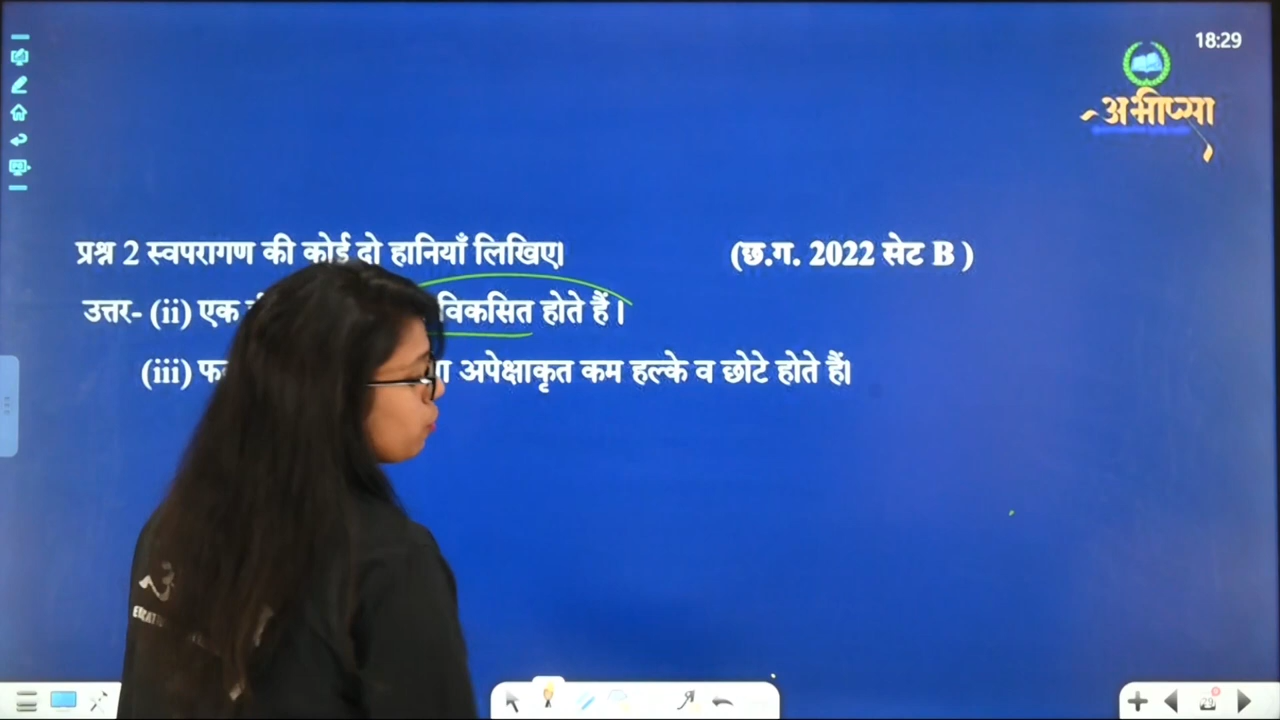 18:29
अभीप्सा
प्रश्न 2 स्वपरागण की कोई दो हानियाँ लिखिए। (छ.ग. 2022 सेट B )
उत्तर- (ii) एक विकसित होते हैं ।
(iii) अपेक्षाकृत कम हल्के व छोटे होते हैं।